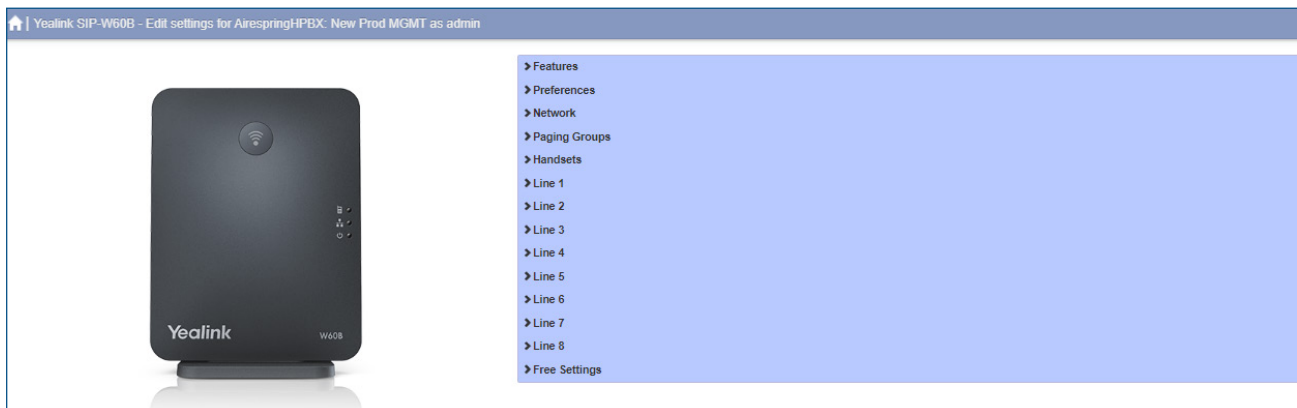 Yealink SIP-W60B - Edit settings for AirespringHPBX: New Prod MGMT as admin
Features
Preferences
Network
Paging Groups
Handsets
Line 1
Line 2
Line 3
Line 4
Line 5
Line 6
Line 7
Line 8
Free Settings
Yealink
W60B